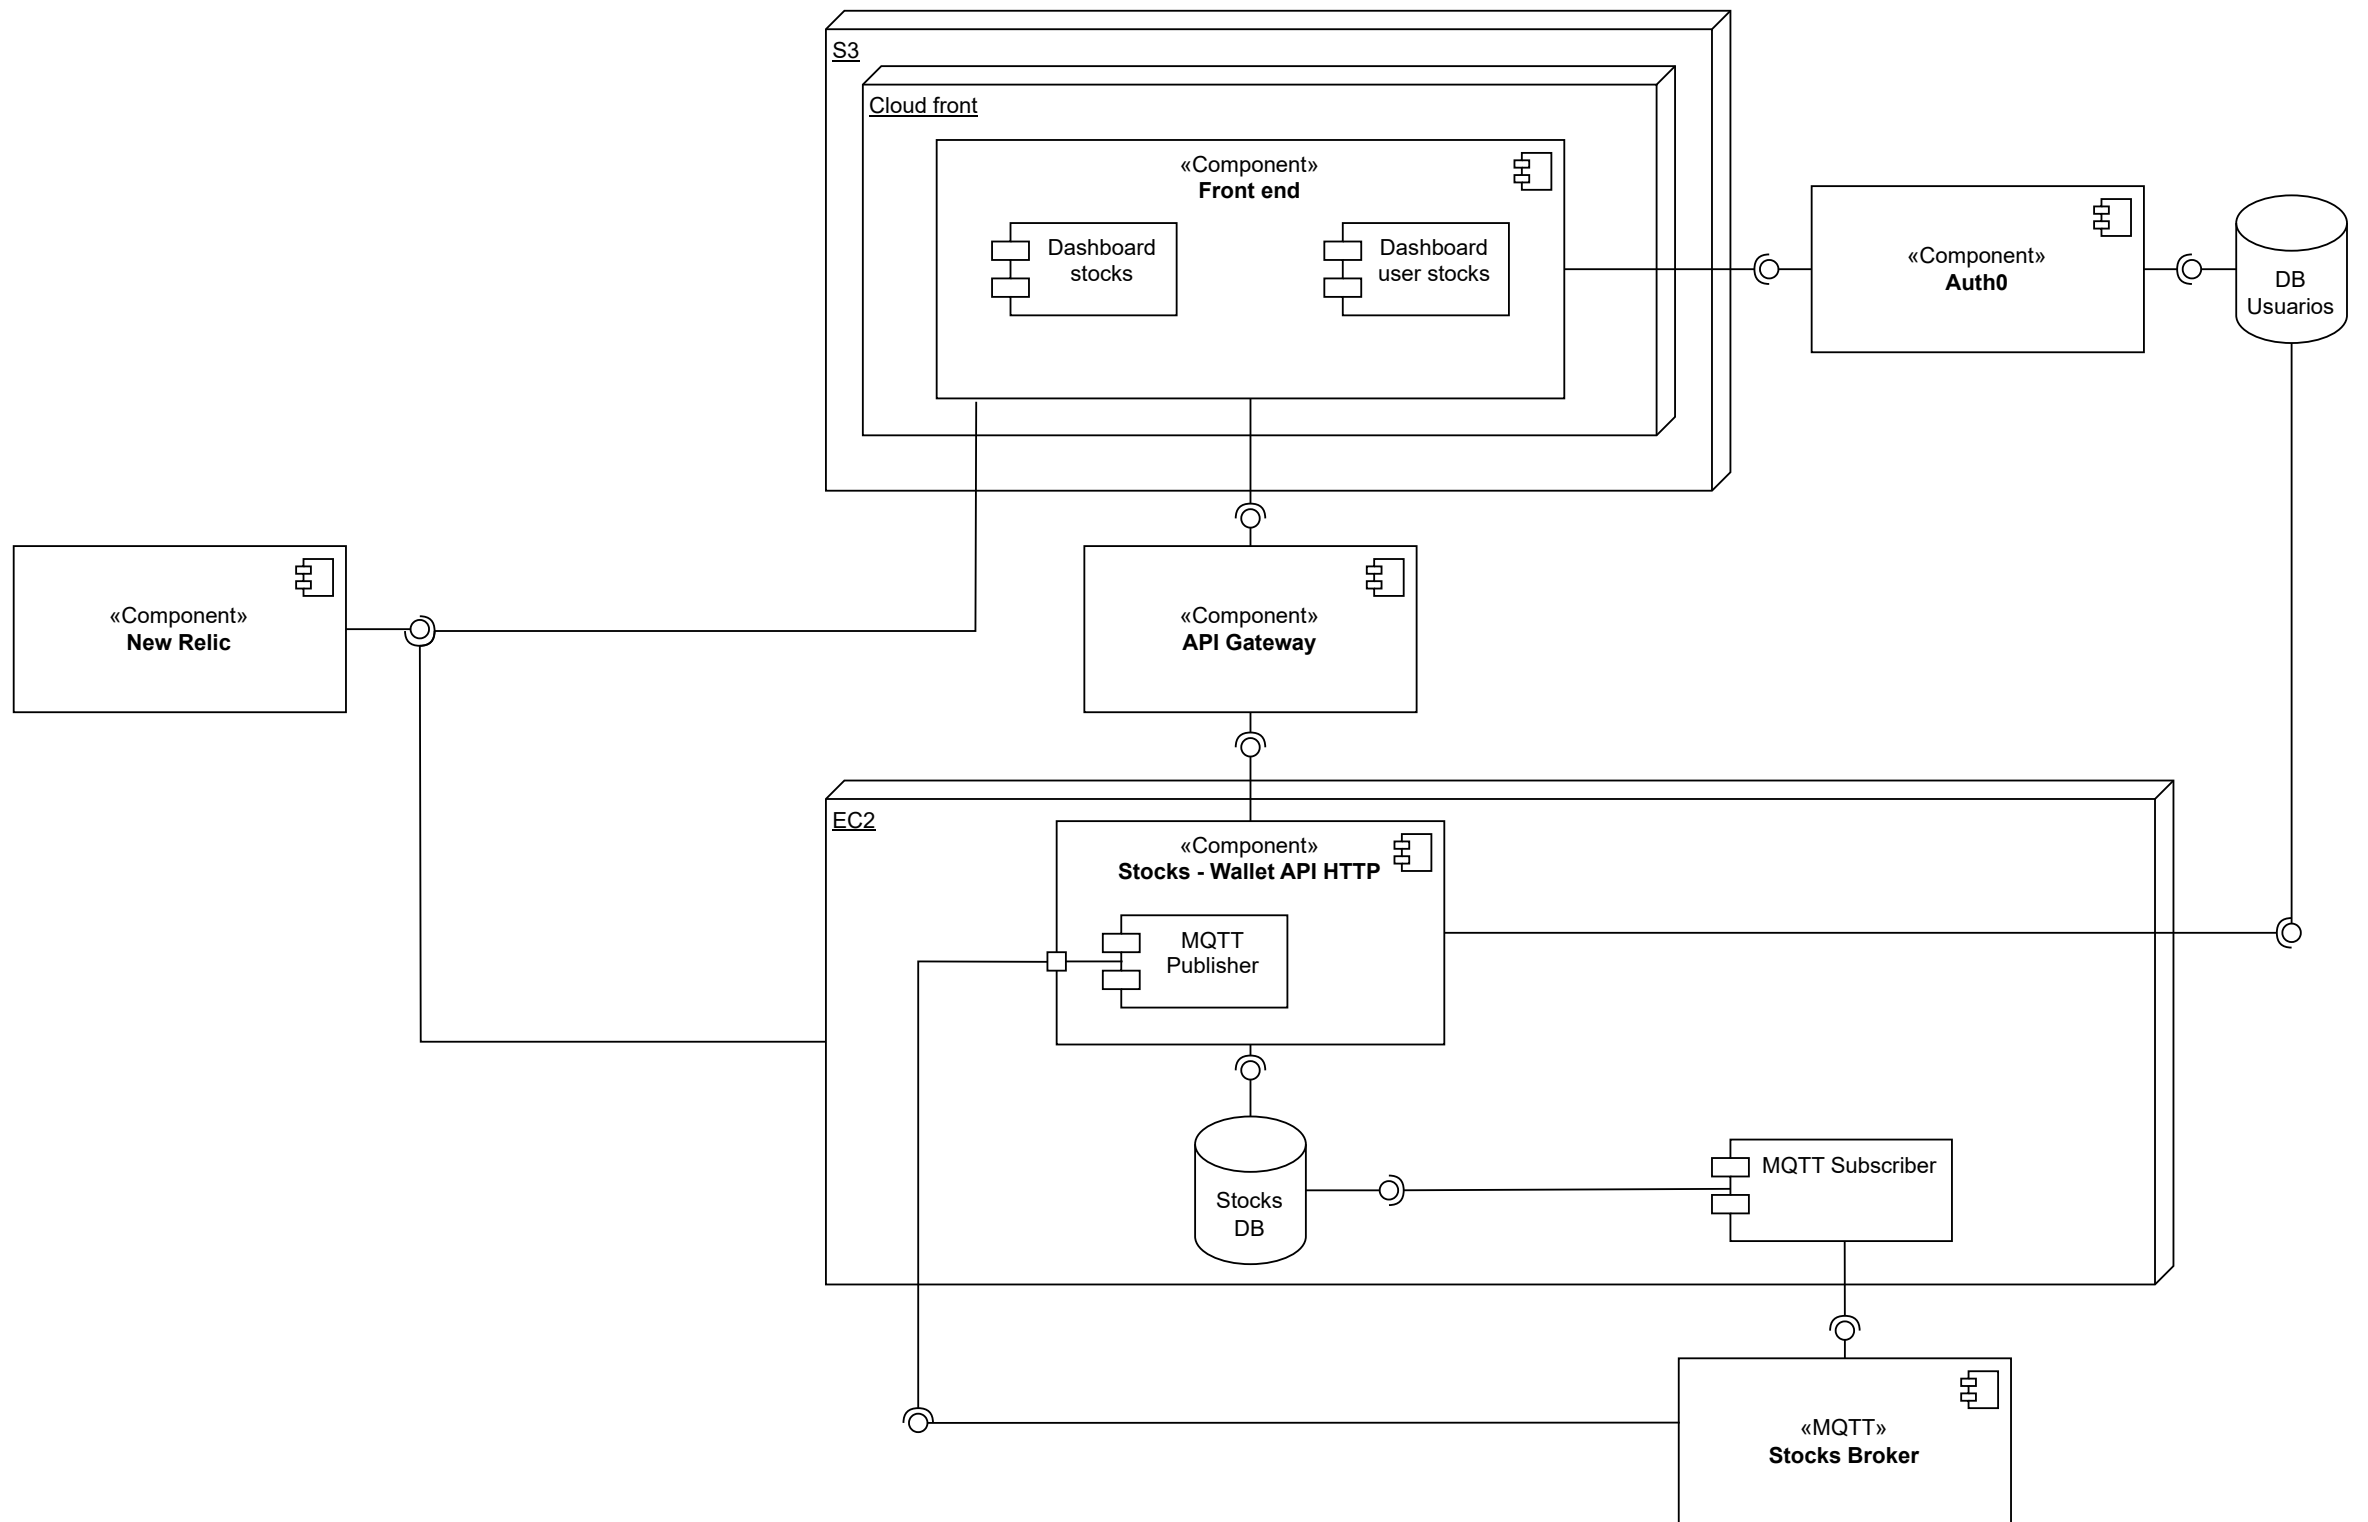 S3
Cloud front
«Component»
Front end
Dashboard
stocks
Dashboard
user stocks
«Component»
Auth0
DB
Usuarios
«Component»
New Relic
«Component»
API Gateway
EC2
«Component»
Stocks - Wallet API HTTP
MQTT
Publisher
Stocks
DB
MQTT Subscriber
«MQTT»
Stocks Broker